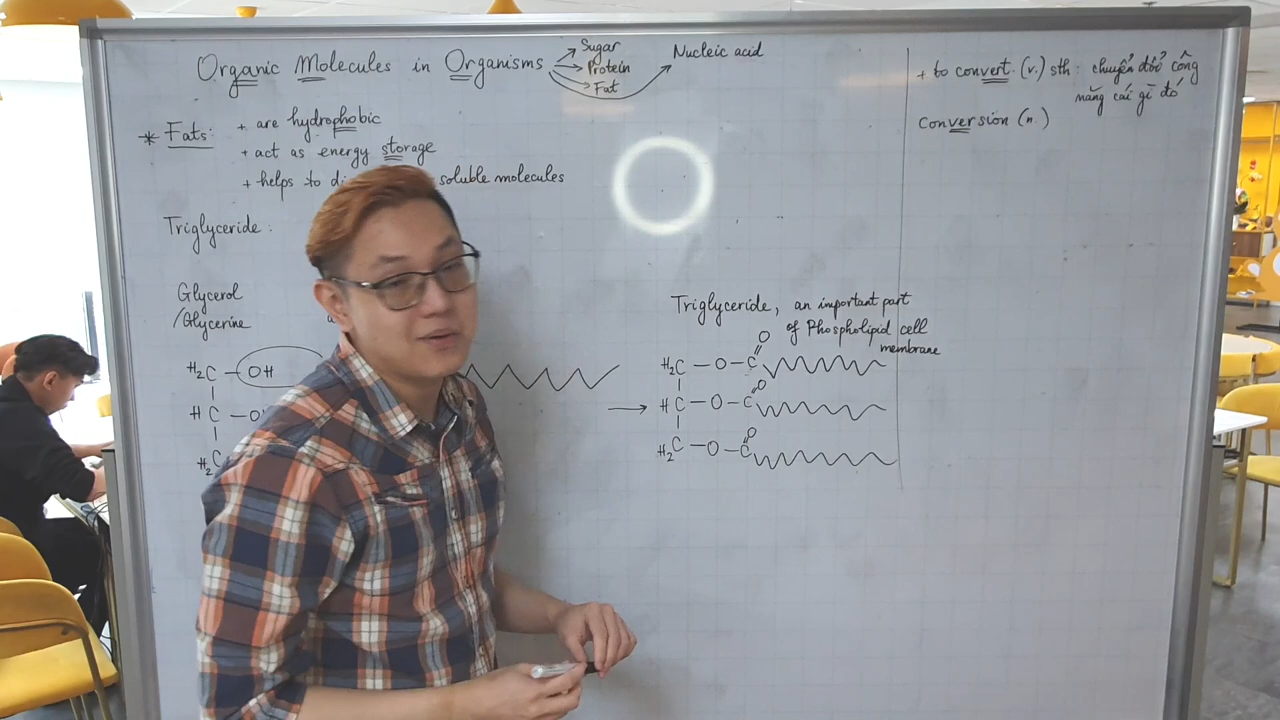 Organic Molecules in Organisms
Sugar
Protein
Fat
Nucleic acid
* Fats:
+ are hydrophobic
+ act as energy storage
+ helps to soluble molecules
Triglyceride:
Glycerol
/Glycerine
H2C - OH
HC - O
H2C
Triglyceride, an important part
of Phospholipid cell
membrane
H2C - O - C O
HC - O - C O
H2C - O - C O
+ to convert (v.) sth: chuyển đổi công
năng cái gì đó
conversion (n.)